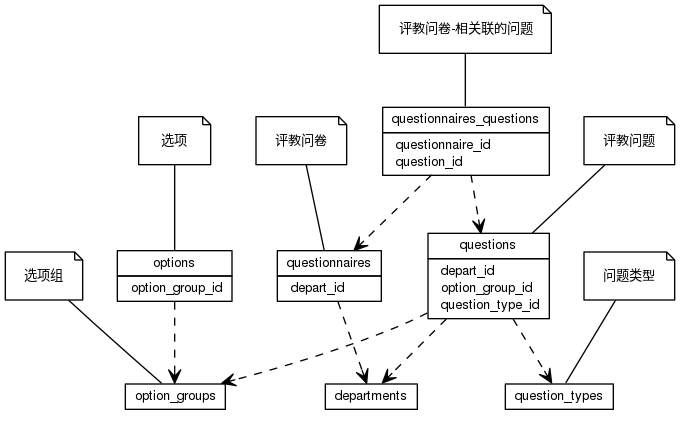 评教问卷-相关联的问题
questionnaires_questions
questionnaire_id
question_id
选项
评教问卷
评教问题
questions
depart_id
option_group_id
question_type_id
选项组
options
option_group_id
questionnaires
depart_id
问题类型
option_groups
departments
question_types